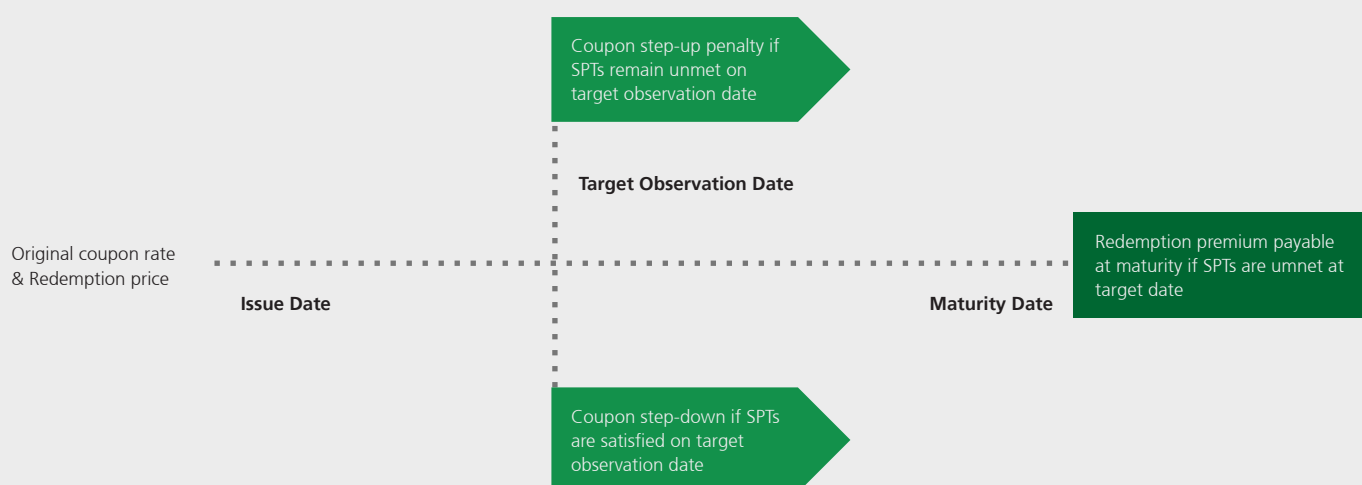 Coupon step-up penalty if
SPTs remain unmet on
target observation date
Target Observation Date
Original coupon rate
& Redemption price
Issue Date
Maturity Date
Redemption premium payable
at maturity if SPTs are umnet at
target date
Coupon step-down if SPTs
are satisfied on target
observation date